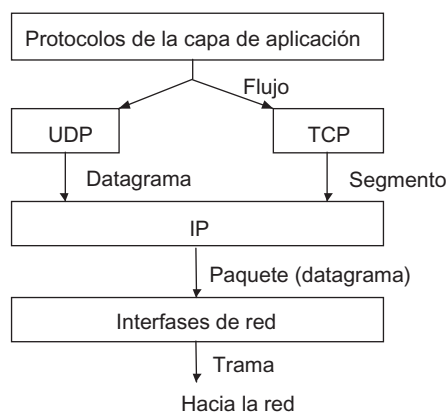 Protocolos de la capa de aplicación
Flujo
UDP
TCP
Datagrama
Segmento
IP
Paquete (datagrama)
Interfases de red
Trama
Hacia la red